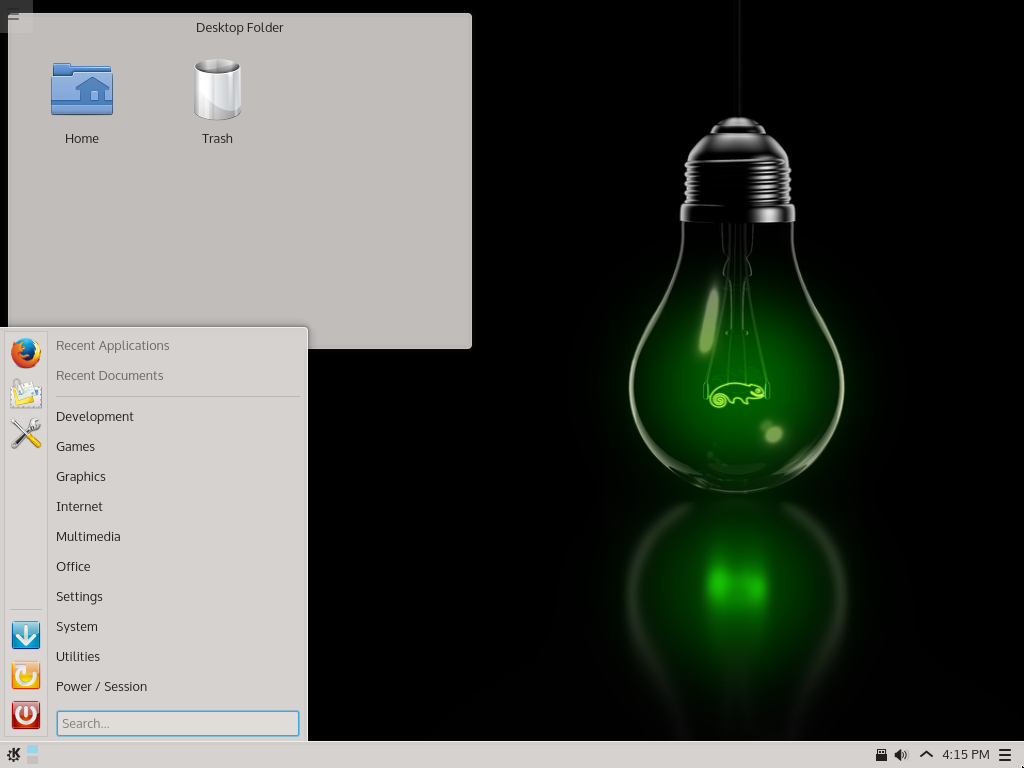 Desktop Folder
Home
Trash
Recent Applications
Recent Documents
Development
Games
Graphics
Internet
Multimedia
Office
Settings
System
Utilities
Power / Session
Search...
4:15 PM